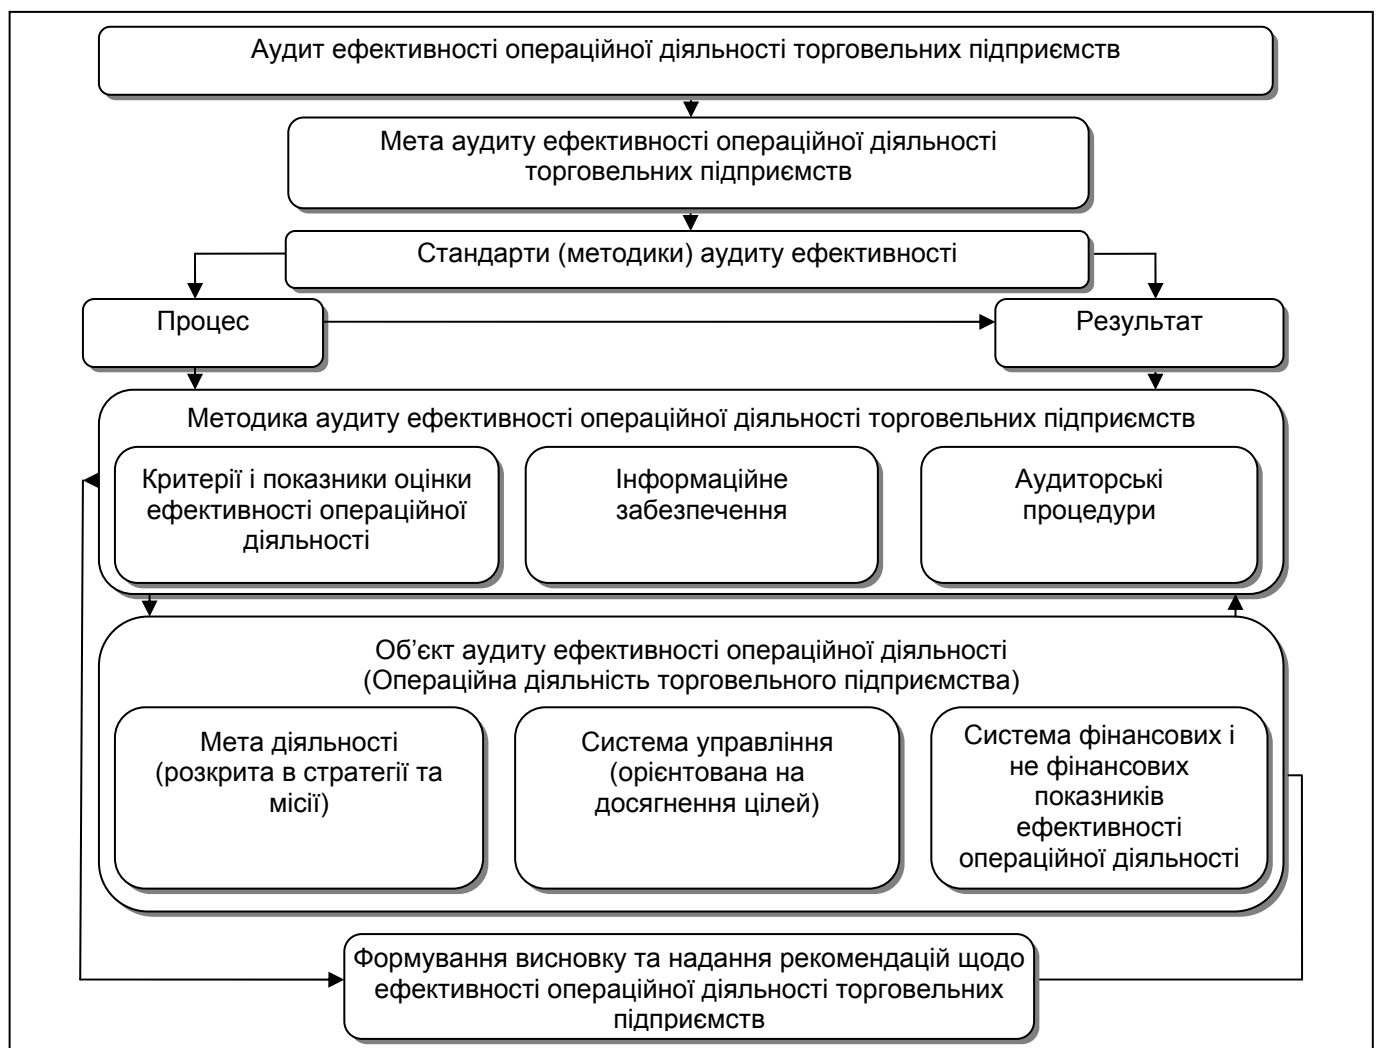 Аудит ефективності операційної діяльності торговельних підприємств
Мета аудиту ефективності операційної діяльності
торговельних підприємств
Стандарти (методики) аудиту ефективності
Процес
Результат
Методика аудиту ефективності операційної діяльності торговельних підприємств
Критерії і показники оцінки
ефективності операційної
діяльності
Інформаційне
забезпечення
Аудиторські
процедури
Об’єкт аудиту ефективності операційної діяльності
(Операційна діяльність торговельного підприємства)
Мета діяльності
(розкрита в стратегії та
місії)
Система управління
(орієнтована на
досягнення цілей)
Система фінансових і
не фінансових
показників
ефективності
операційної діяльності
Формування висновку та надання рекомендацій щодо
ефективності операційної діяльності торговельних
підприємств